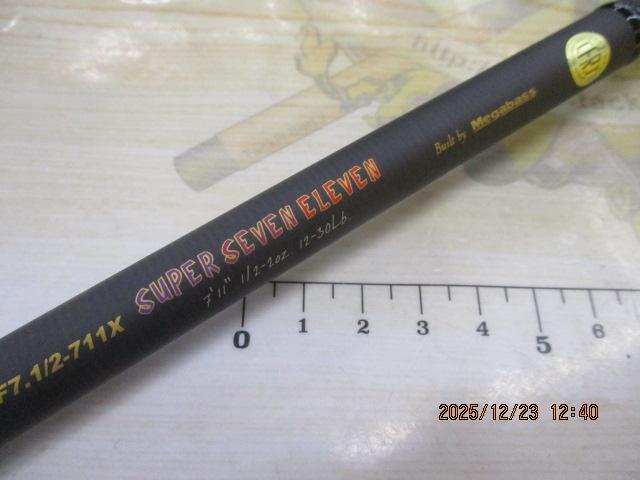 F7.1/2-711X
SUPER SEVEN ELEVEN
7'11" 1/2-2oz. 12-30Lb.
Built by Megabass
0 1 2 3 4 5 6
2025/12/23 12:40